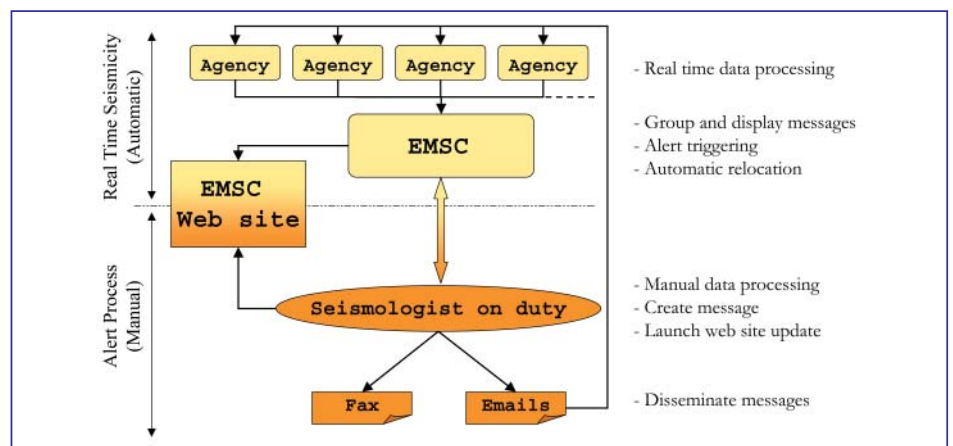 Real Time Seismicity
(Automatic)
Agency
Agency
Agency
Agency
- Real time data processing
EMSC
- Group and display messages
- Alert triggering
- Automatic relocation
EMSC
Web site
Alert Process
(Manual)
Seismologist on duty
- Manual data processing
- Create message
- Launch web site update
Fax
Emails
- Disseminate messages